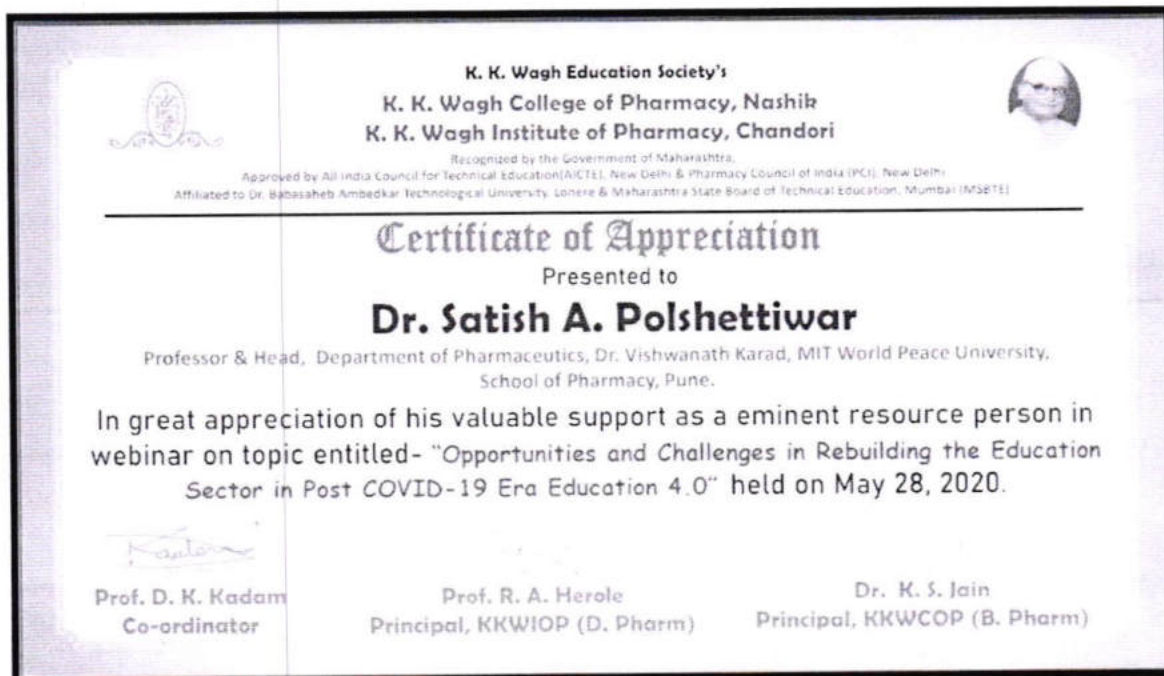 K. K. Wagh Education Society's
K. K. Wagh College of Pharmacy, Nashik
K. K. Wagh Institute of Pharmacy, Chandori
Recognized by the Government of Maharashtra,
Approved by All India Council for Technical Education(AICTE), New Delhi & Pharmacy Council of India (PCI), New Delhi
Affiliated to Dr. Babasaheb Ambedkar Technological University, Lonere & Maharashtra State Board of Technical Education, Mumbai (MSBTE)
Certificate of Appreciation
Presented to
Dr. Satish A. Polshettiwar
Professor & Head, Department of Pharmaceutics, Dr. Vishwanath Karad, MIT World Peace University,
School of Pharmacy, Pune.
In great appreciation of his valuable support as a eminent resource person in
webinar on topic entitled- "Opportunities and Challenges in Rebuilding the Education
Sector in Post COVID-19 Era Education 4.0" held on May 28, 2020.
Prof. D. K. Kadam
Co-ordinator
Prof. R. A. Herole
Principal, KKWIOP (D. Pharm)
Dr. K. S. Jain
Principal, KKWCOP (B. Pharm)